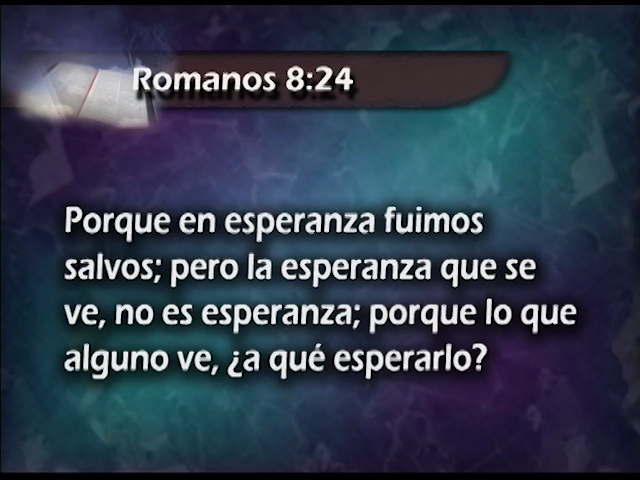 Romanos 8:24
Porque en esperanza fuimos
salvos; pero la esperanza que se
ve, no es esperanza; porque lo que
alguno ve, ¿a qué esperarlo?